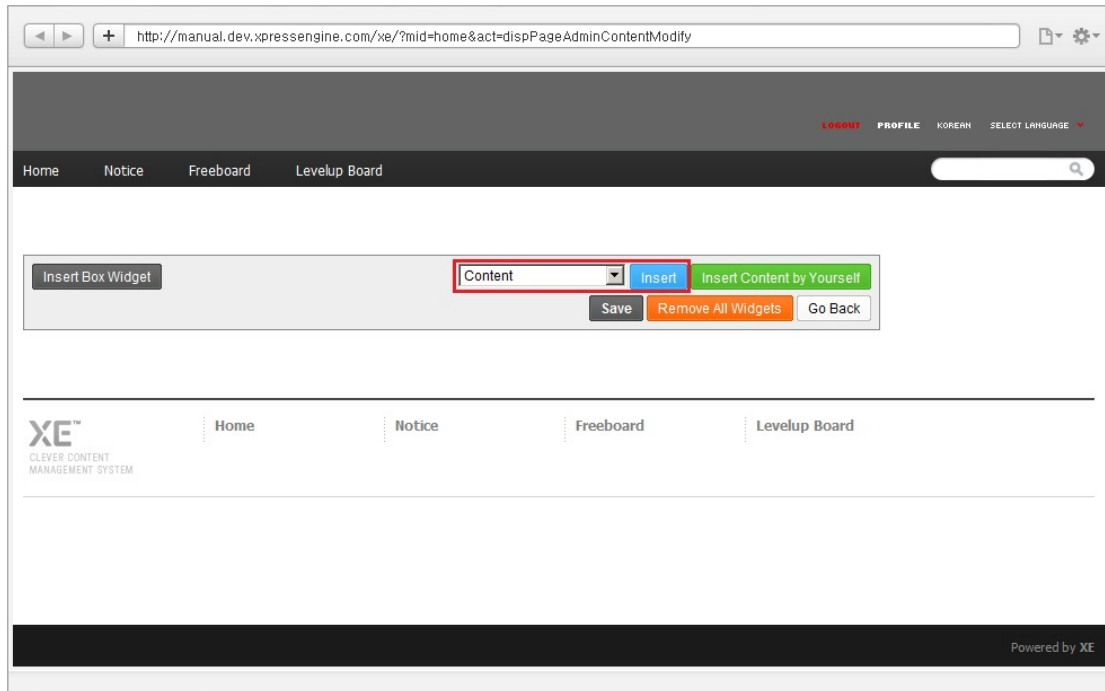 http://manual.dev.xpressengine.com/xe/?mid=home&act=dispPageAdminContentModify
LOGOUT PROFILE KOREAN SELECT LANGUAGE
Home Notice Freeboard Levelup Board
Insert Box Widget Content Insert Insert Content by Yourself
Save Remove All Widgets Go Back
XE™ Home Notice Freeboard Levelup Board
CLEVER CONTENT
MANAGEMENT SYSTEM
Powered by XE